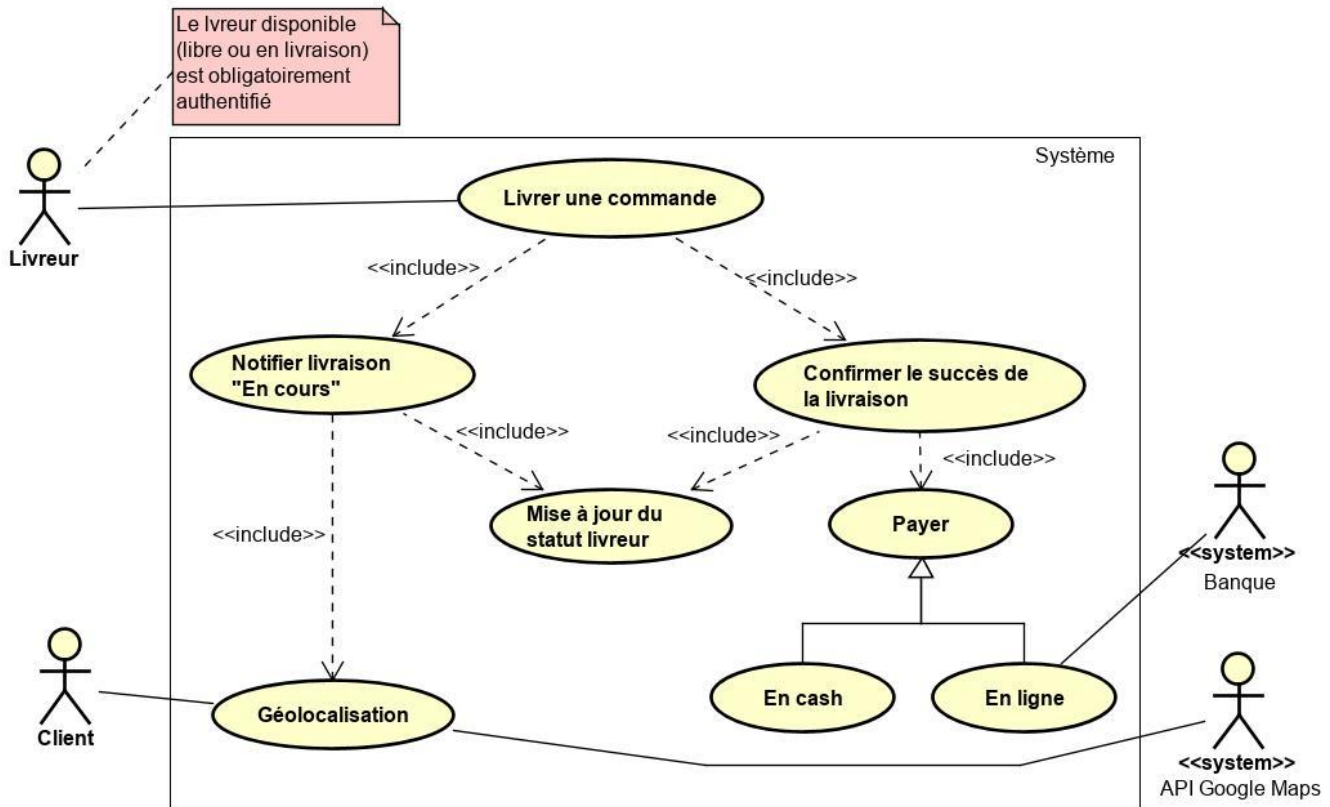 Le lvreur disponible
(libre ou en livraison)
est obligatoirement
authentifié
Système
Livrer une commande
Livreur
<<include>>
<<include>>
Notifier livraison
"En cours"
Confirmer le succès de
la livraison
<<include>>
<<include>>
<<include>>
Mise à jour du
statut livreur
Payer
<<include>>
<<system>>
Banque
En cash
En ligne
Géolocalisation
Client
<<system>>
API Google Maps